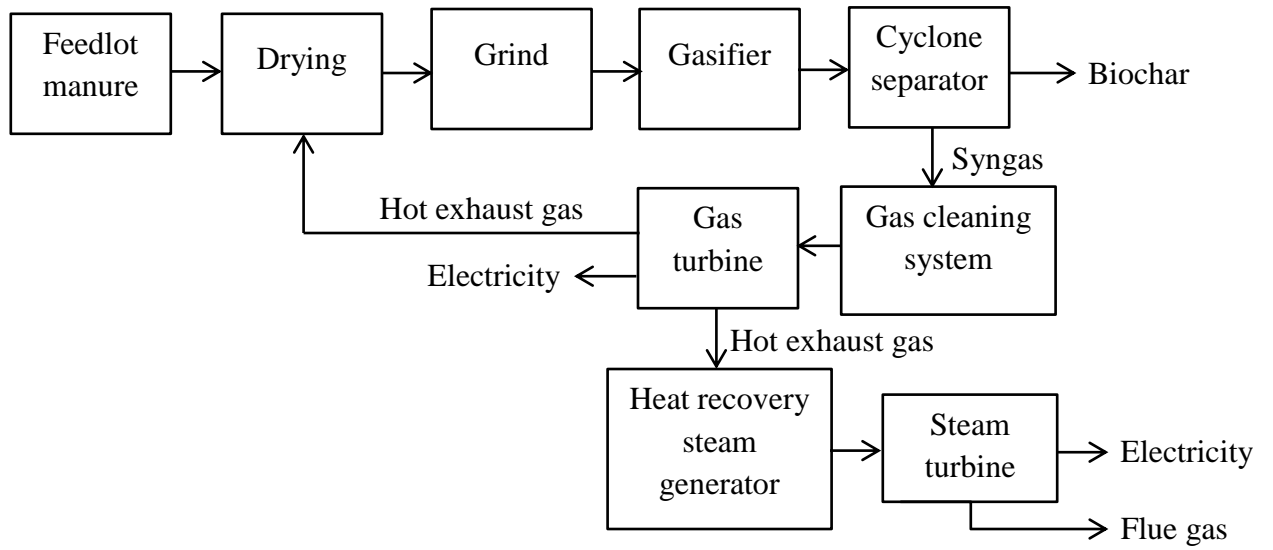 Feedlot
manure
Drying
Grind
Gasifier
Cyclone
separator
Biochar
Syngas
Hot exhaust gas
Gas
turbine
Gas cleaning
system
Electricity
Hot exhaust gas
Heat recovery
steam
generator
Steam
turbine
Electricity
Flue gas